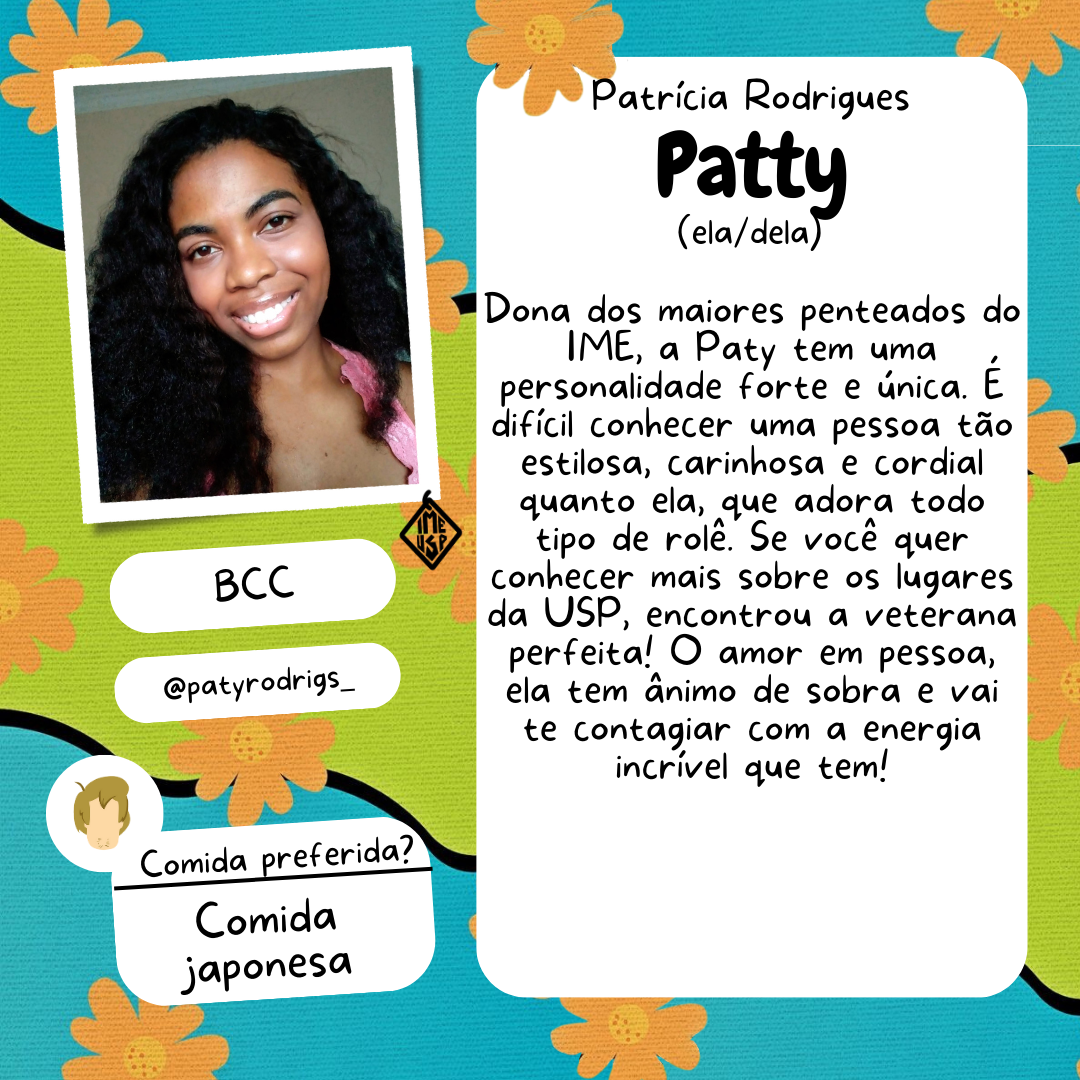 Patrícia Rodrigues
Patty
(ela/dela)
Dona dos maiores penteados do
IME, a Paty tem uma
personalidade forte e única. É
difícil conhecer uma pessoa tão
estilosa, carinhosa e cordial
quanto ela, que adora todo
tipo de rolê. Se você quer
conhecer mais sobre os lugares
da USP, encontrou a veterana
perfeita! O amor em pessoa,
ela tem ânimo de sobra e vai
te contagiar com a energia
incrível que tem!
IME
USP
BCC
@patyrodrigs_
Comida preferida?
Comida
japonesa